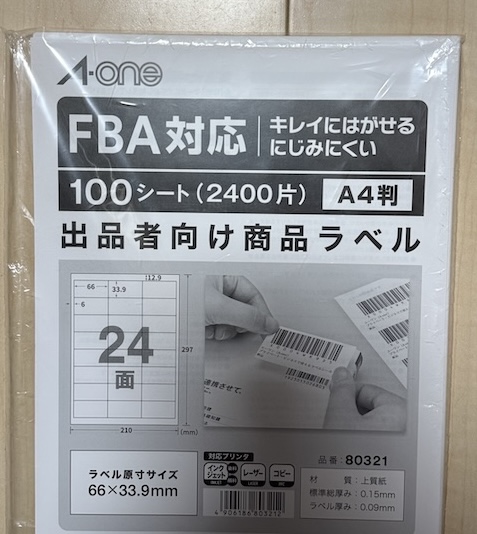 A-one
FBA対応
キレイにはがせる
にじみにくい
100シート(2400片) A4判
出品者向け商品ラベル
12.9
66
33.9
6
24
面
297
210
(mm)
ラベル原寸サイズ
66×33.9mm
対応プリンタ
インクジェット
レーザー
コピー
品番:80321
材 質:上質紙
標準総厚み:0.15mm
ラベル厚み:0.09mm
4906186803212